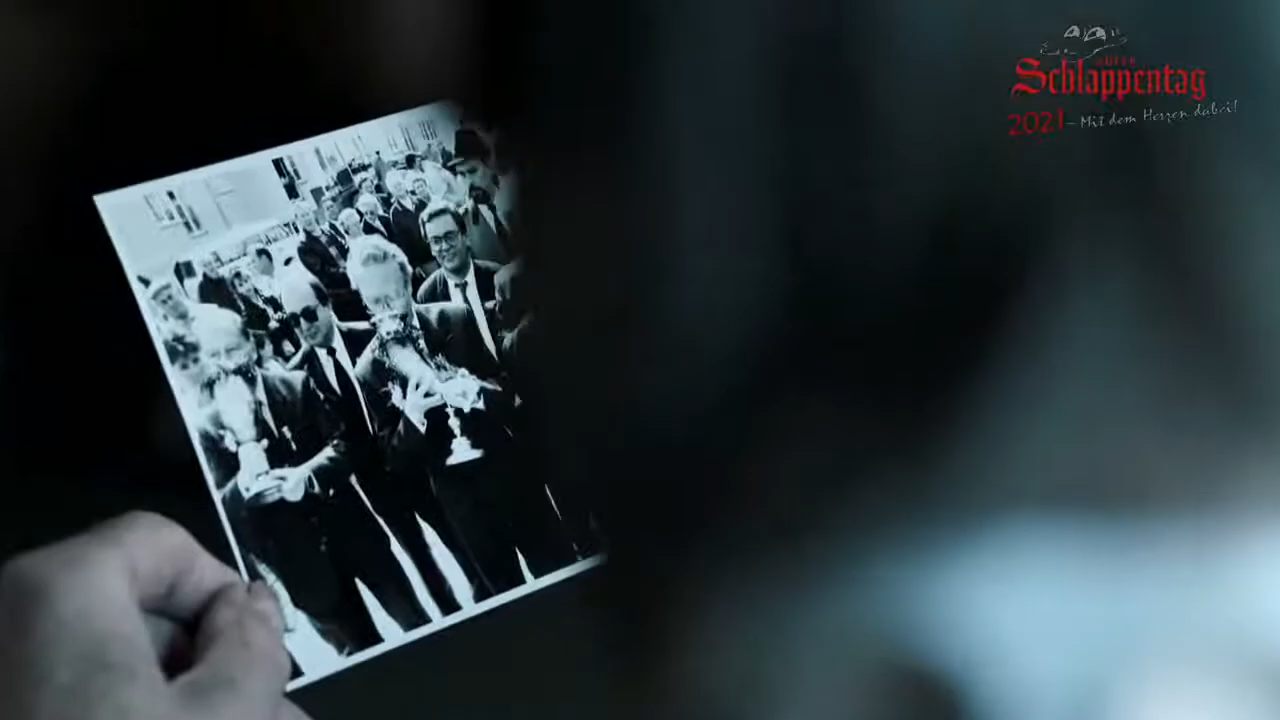 Schlappentag
2021 – Mit dem Herzen dabei!